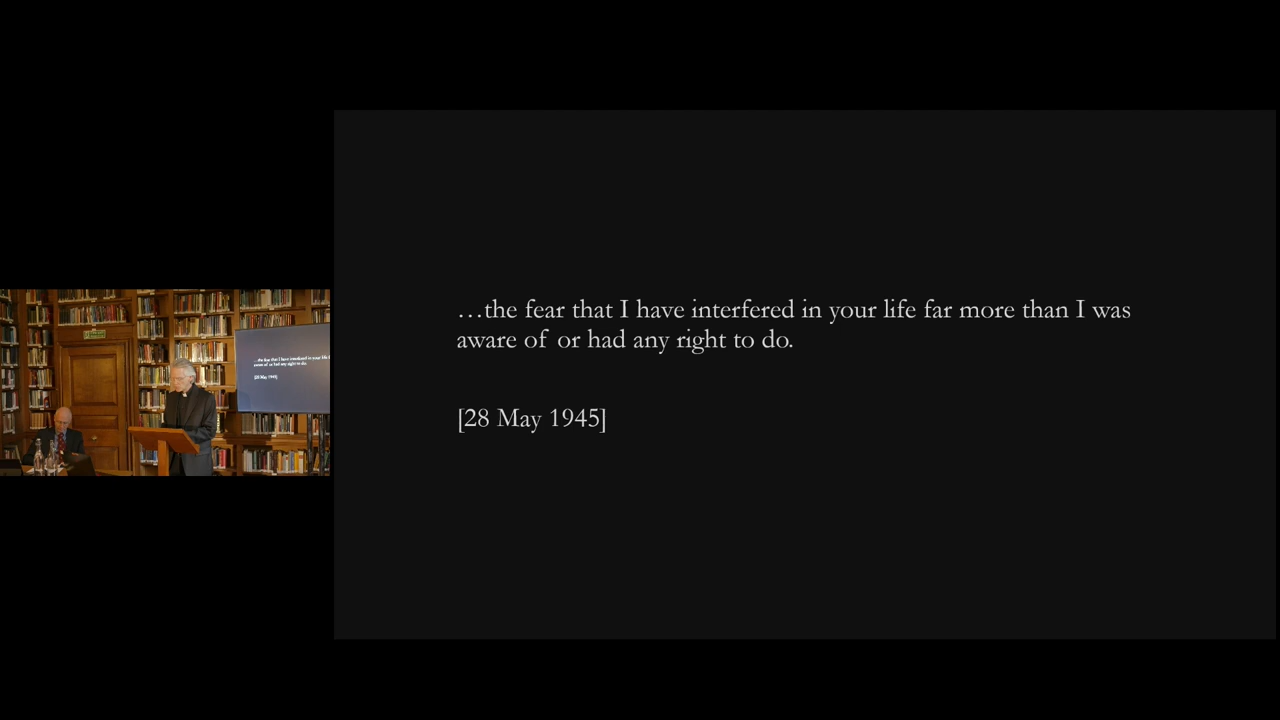 …the fear that I have interfered in your life far more than I was
aware of or had any right to do.
[28 May 1945]